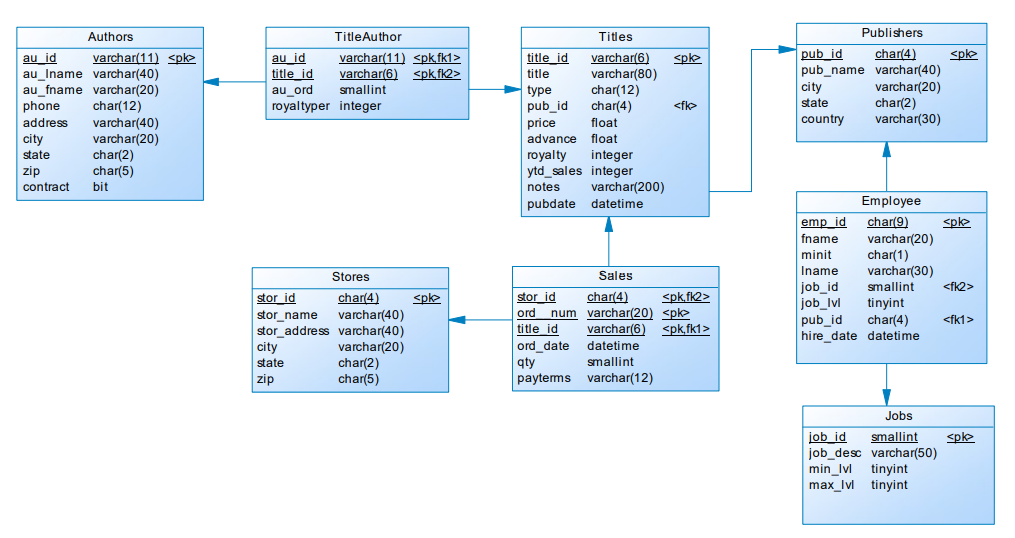 Authors
au_id varchar(11) <pk>
au_lname varchar(40)
au_fname varchar(20)
phone char(12)
address varchar(40)
city varchar(20)
state char(2)
zip char(5)
contract bit
TitleAuthor
au_id varchar(11) <pk,fk1>
title_id varchar(6) <pk,fk2>
au_ord smallint
royaltyper integer
Titles
title_id varchar(6) <pk>
title varchar(80)
type char(12)
pub_id char(4) <fk>
price float
advance float
royalty integer
ytd_sales integer
notes varchar(200)
pubdate datetime
Publishers
pub_id char(4) <pk>
pub_name varchar(40)
city varchar(20)
state char(2)
country varchar(30)
Employee
emp_id char(9) <pk>
fname varchar(20)
minit char(1)
lname varchar(30)
job_id smallint <fk2>
job_lvl tinyint
pub_id char(4) <fk1>
hire_date datetime
Stores
stor_id char(4) <pk>
stor_name varchar(40)
stor_address varchar(40)
city varchar(20)
state char(2)
zip char(5)
Sales
stor_id char(4) <pk,fk2>
ord__num varchar(20) <pk>
title_id varchar(6) <pk,fk1>
ord_date datetime
qty smallint
payterms varchar(12)
Jobs
job_id smallint <pk>
job_desc varchar(50)
min_lvl tinyint
max_lvl tinyint